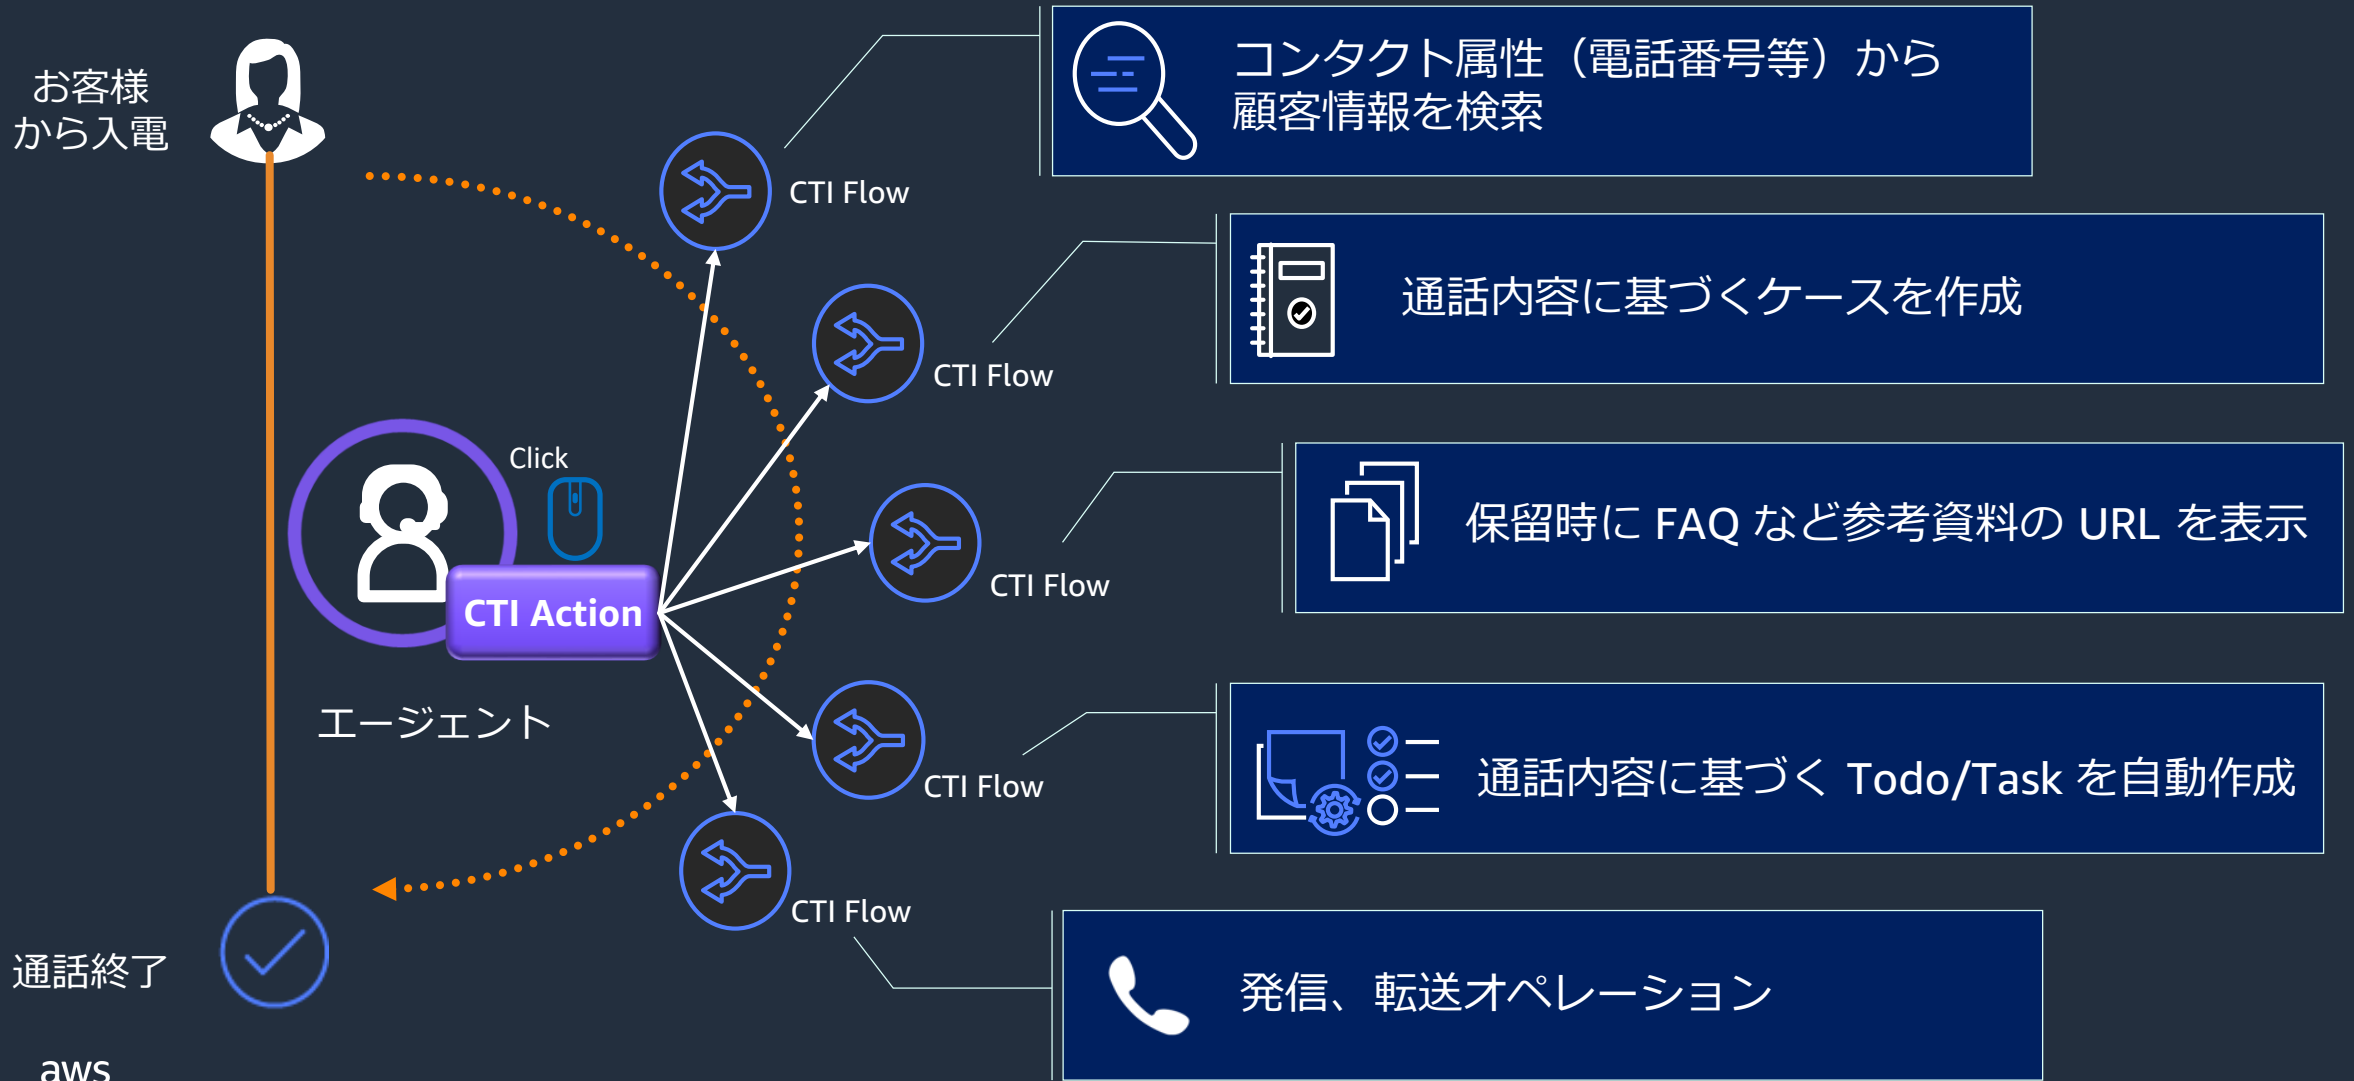 お客様
から入電
コンタクト属性（電話番号等）から
顧客情報を検索
CTI Flow
通話内容に基づくケースを作成
CTI Flow
Click
保留時に FAQ など参考資料の URL を表示
CTI Flow
CTI Action
エージェント
通話内容に基づく Todo/Task を自動作成
CTI Flow
CTI Flow
通話終了
発信、転送オペレーション
aws